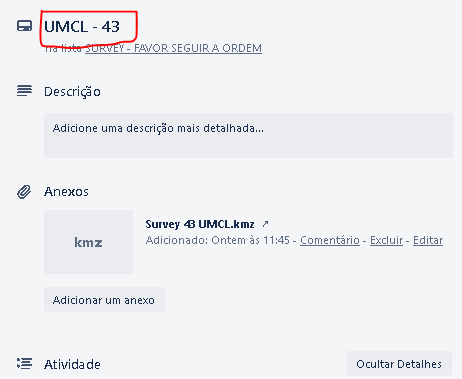 UMCL - 43
na lista SURVEY - FAVOR SEGUIR A ORDEM
Descrição
Adicione uma descrição mais detalhada...
Anexos
kmz
Survey 43 UMCL.kmz ↗
Adicionado: Ontem às 11:45 - Comentário - Excluir - Editar
Adicionar um anexo
Atividade
Ocultar Detalhes